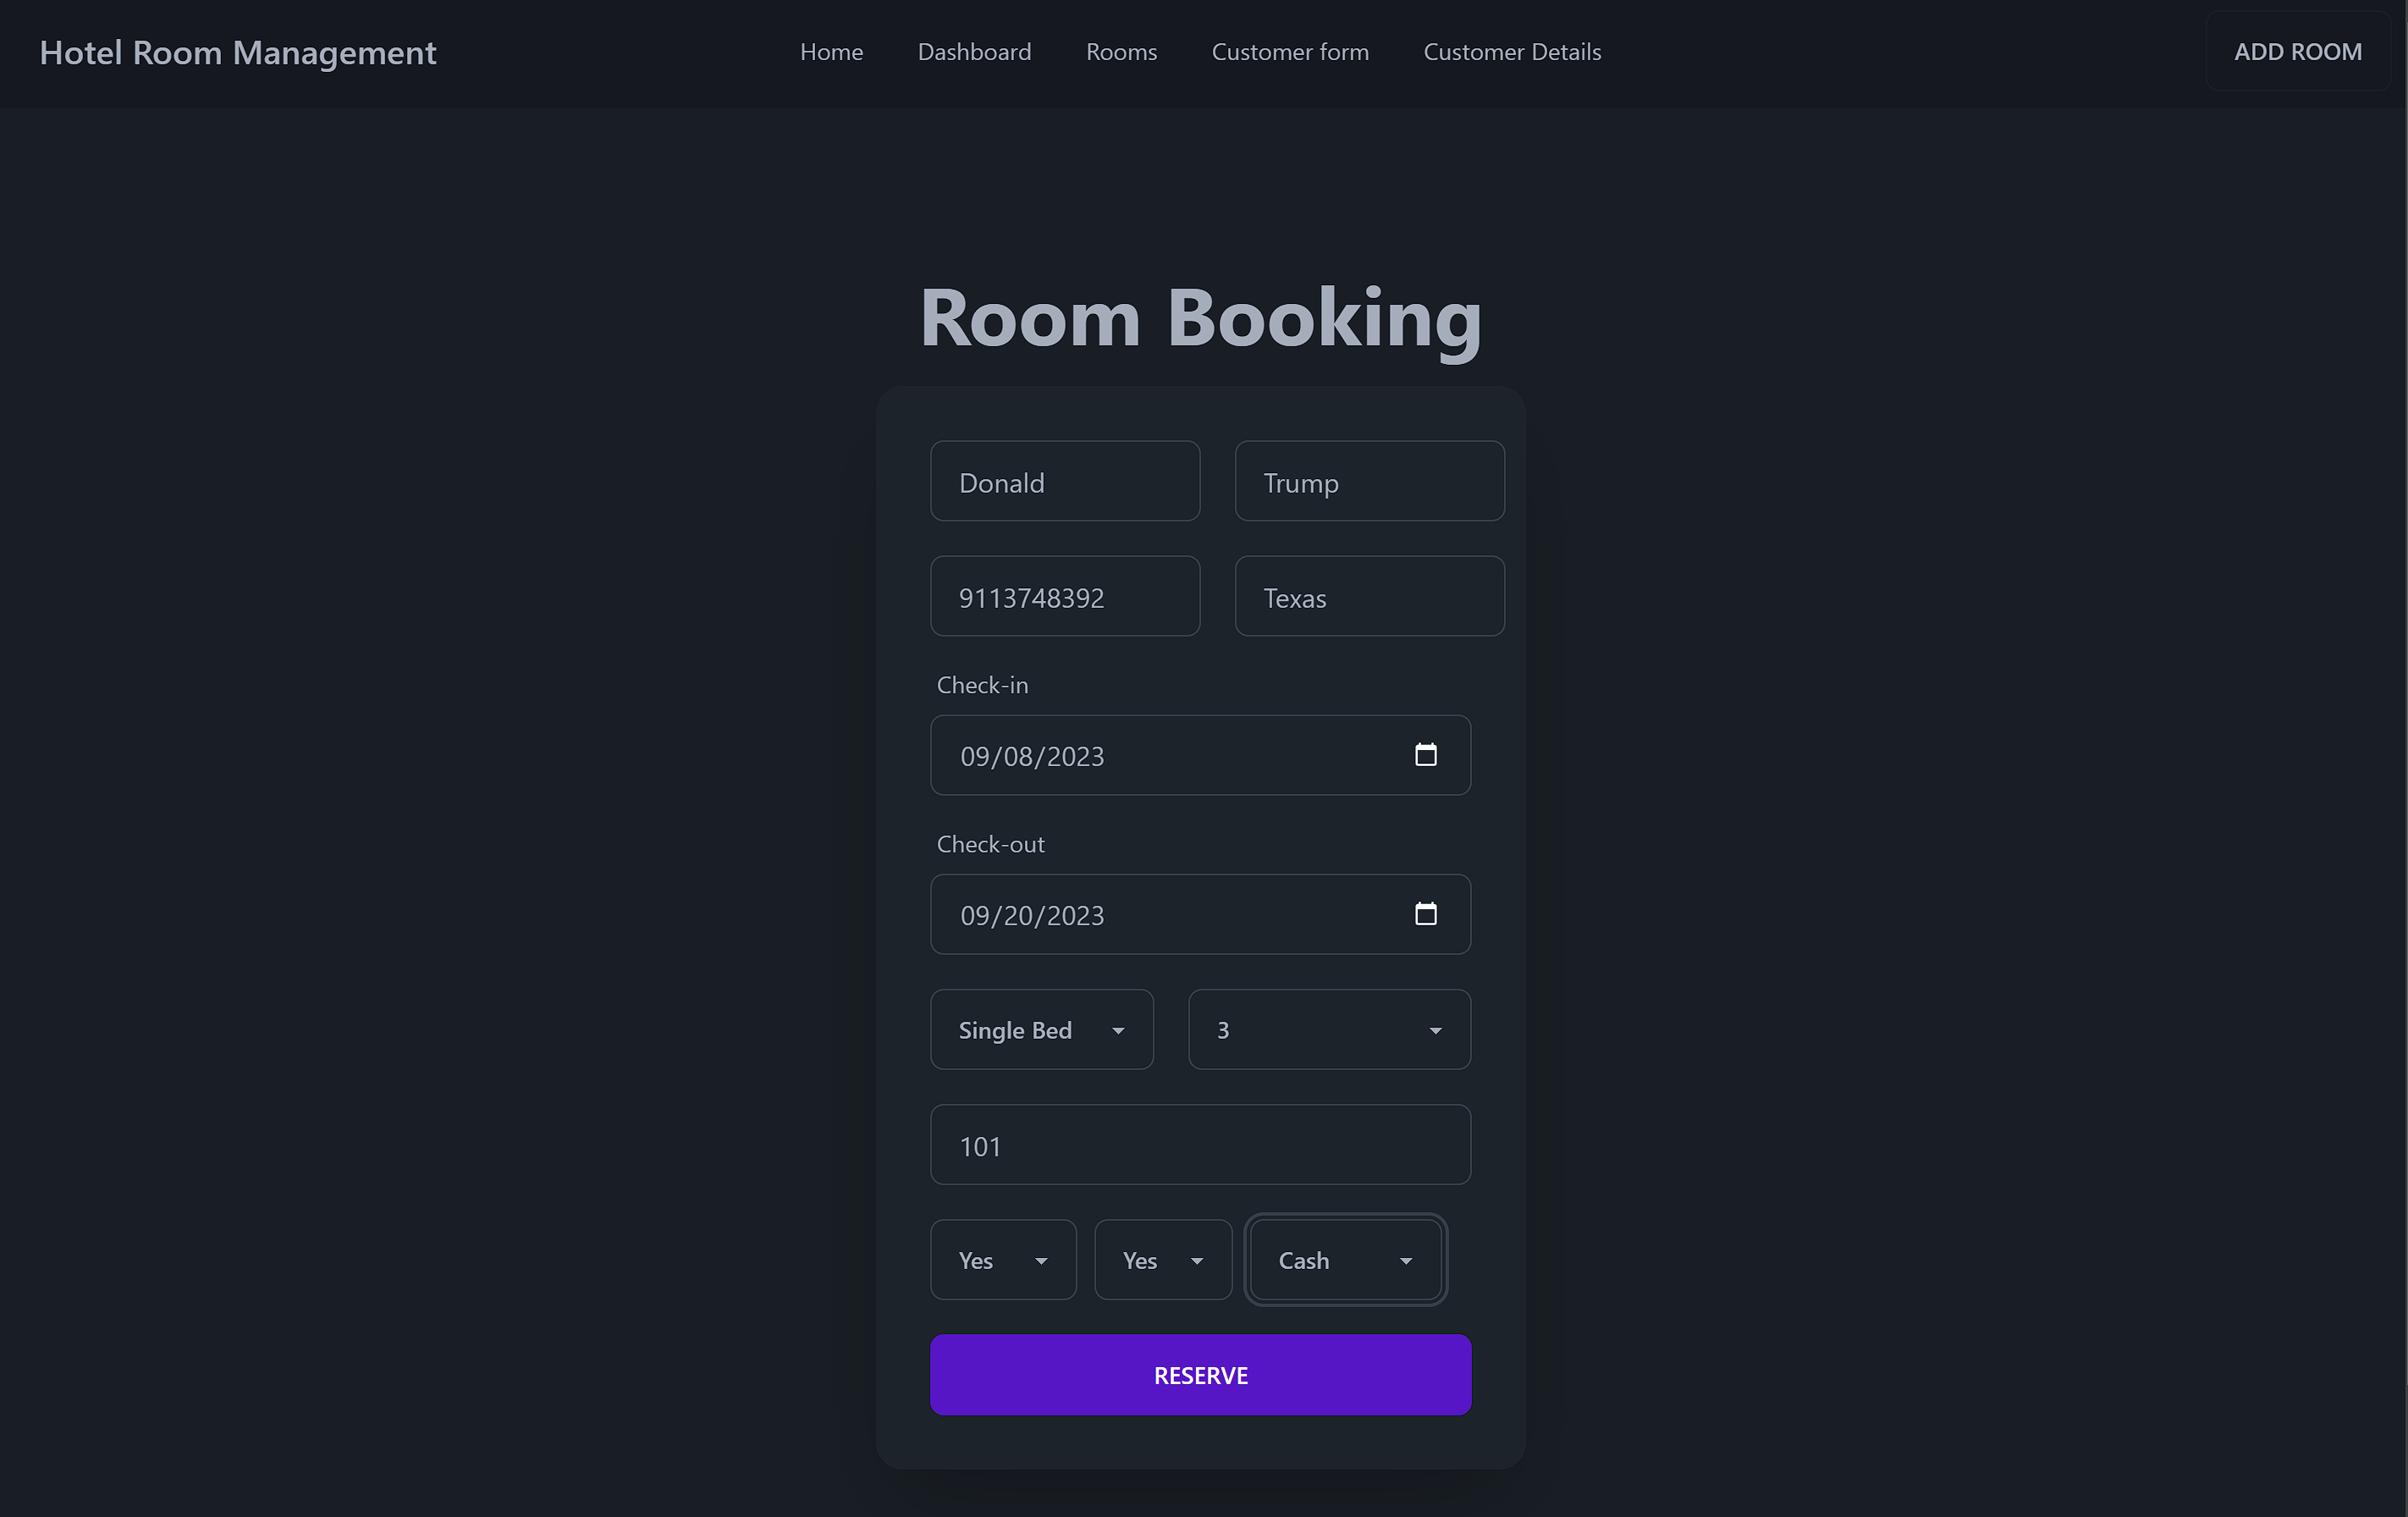 Hotel Room Management
Home Dashboard Rooms Customer form Customer Details
ADD ROOM
Room Booking
Donald Trump
9113748392 Texas
Check-in
09/08/2023
Check-out
09/20/2023
Single Bed 3
101
Yes Yes Cash
RESERVE